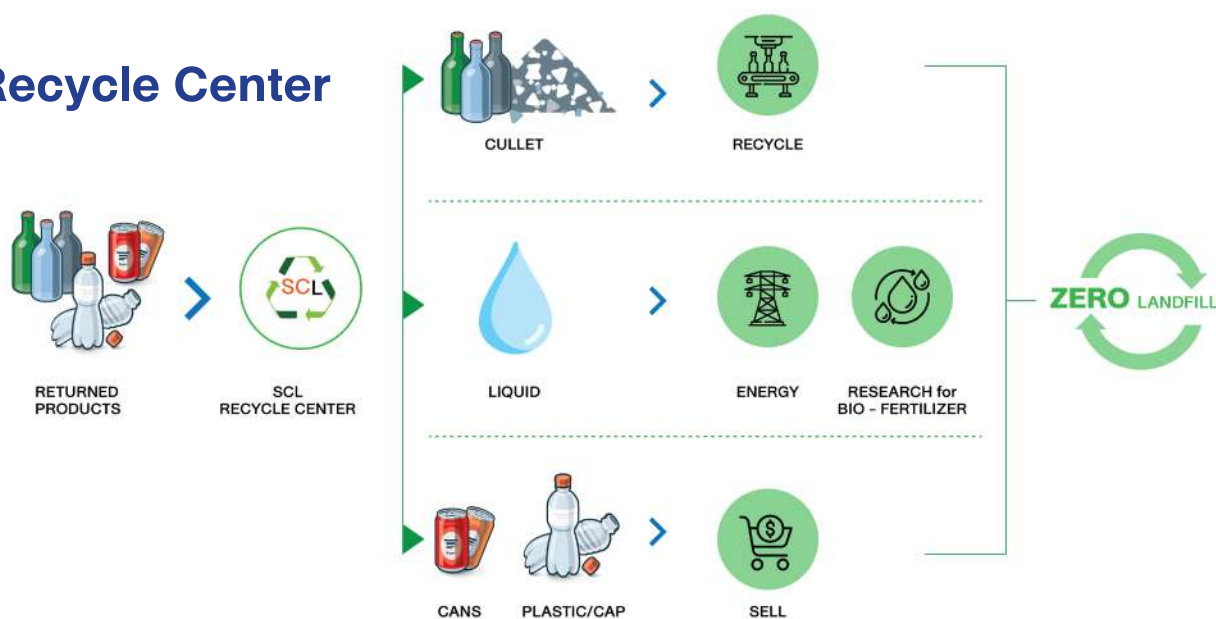 Recycle Center
CULLET
RECYCLE
SCL
RETURNED
PRODUCTS
SCL
RECYCLE CENTER
LIQUID
ENERGY
RESEARCH for
BIO – FERTILIZER
ZERO LANDFILL
CANS
PLASTIC/CAP
SELL
$